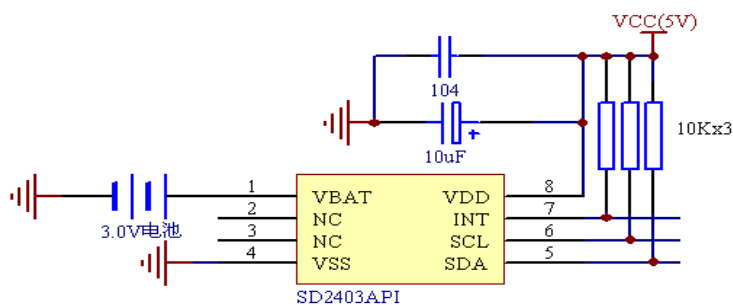 VCC(5V)
104
10uF
+
10Kx3
3.0V电池
1 VBAT VDD 8
2 NC INT 7
3 NC SCL 6
4 VSS SDA 5
SD2403API